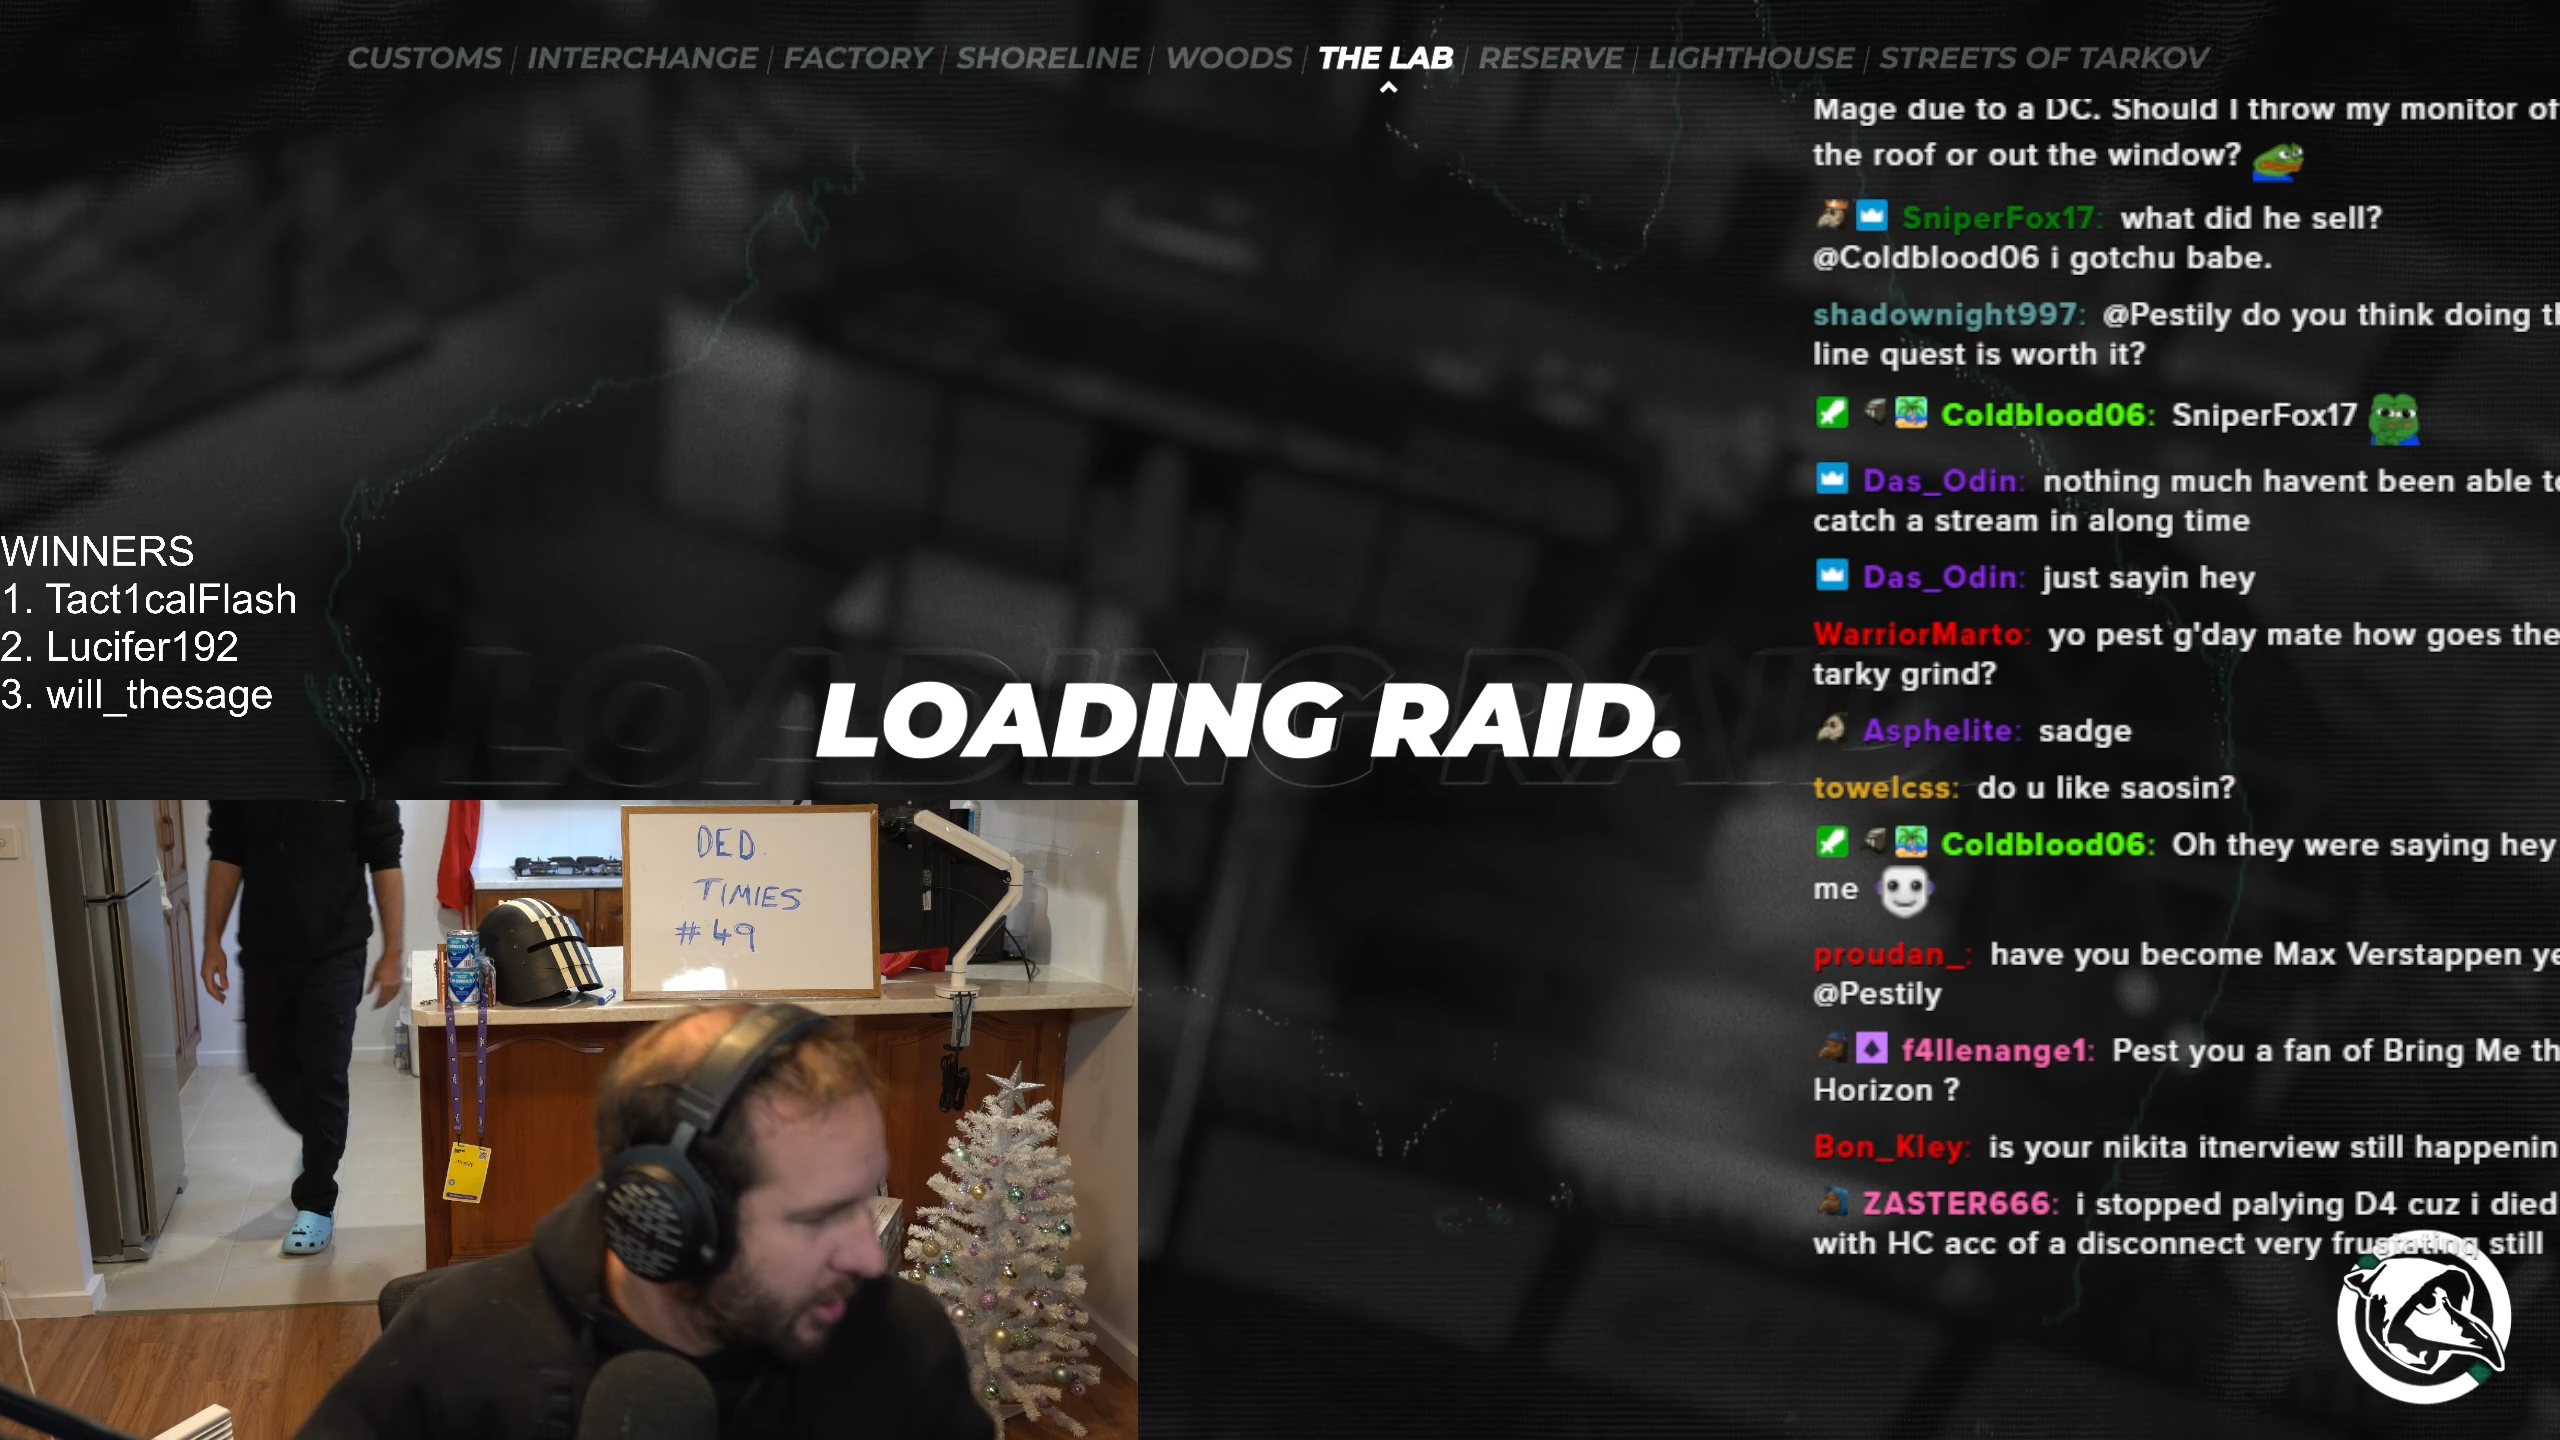 CUSTOMS | INTERCHANGE | FACTORY | SHORELINE | WOODS | THE LAB | RESERVE | LIGHTHOUSE | STREETS OF TARKOV
Mage due to a DC. Should I throw my monitor of
the roof or out the window?
SniperFox17: what did he sell?
@Coldblood06 i gotchu babe.
shadownight997: @Pestily do you think doing th
line quest is worth it?
Coldblood06: SniperFox17
Das_Odin: nothing much havent been able to
catch a stream in along time
Das_Odin: just sayin hey
WarriorMarto: yo pest g'day mate how goes the
tarky grind?
Asphelite: sadge
towelcss: do u like saosin?
Coldblood06: Oh they were saying hey
me
proudan_: have you become Max Verstappen ye
@Pestily
f4llenange1: Pest you a fan of Bring Me th
Horizon ?
Bon_Kley: is your nikita itnerview still happenin
ZASTER666: i stopped palying D4 cuz i died
with HC acc of a disconnect very frustating still
WINNERS
1. Tact1calFlash
2. Lucifer192
3. will_thesage
LOADING RAID.
DED
TIMIES
#49